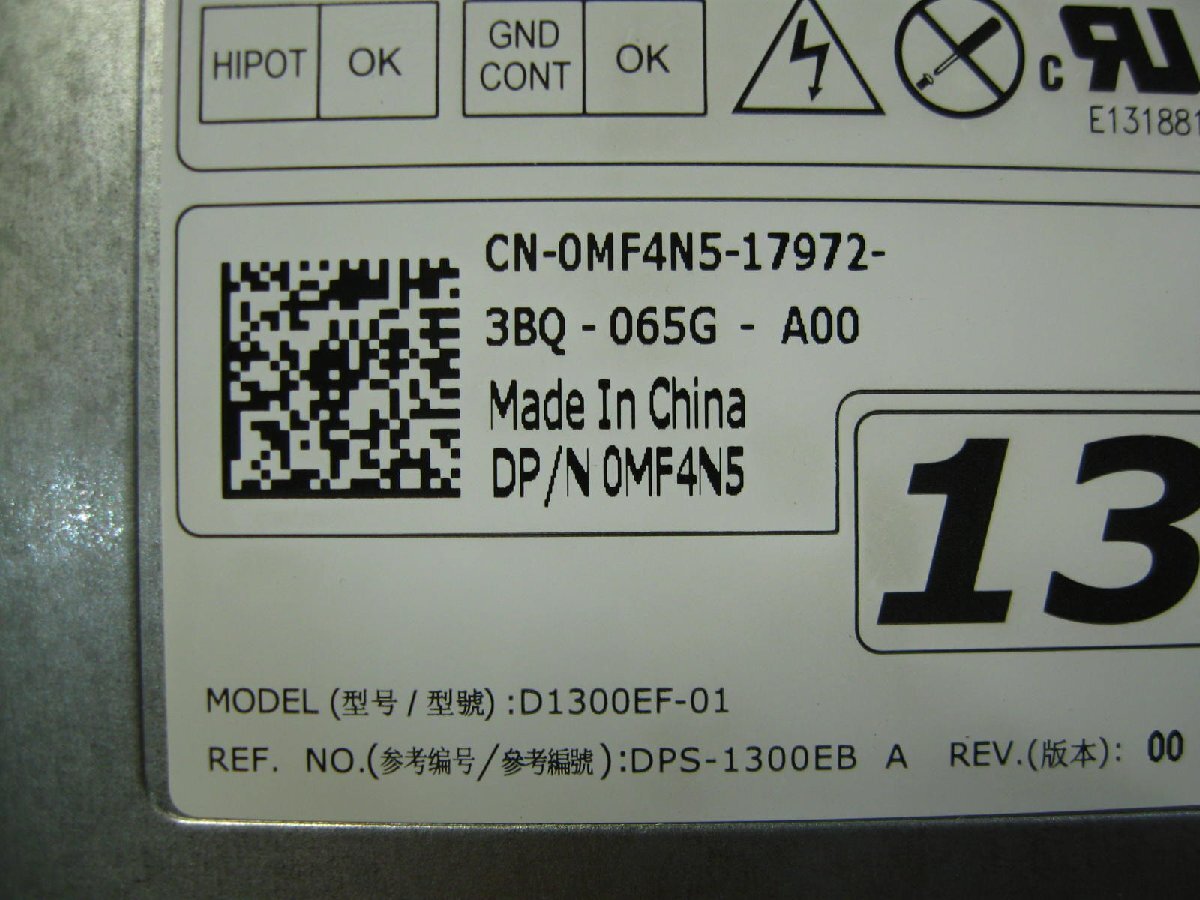 HIPOT OK GND CONT OK
c RU
E131881
CN-0MF4N5-17972-
3BQ - 065G - A00
Made In China
DP/N 0MF4N5
13
MODEL (型号 / 型號) :D1300EF-01
REF. NO.(参考编号/參考編號):DPS-1300EB A REV.(版本): 00